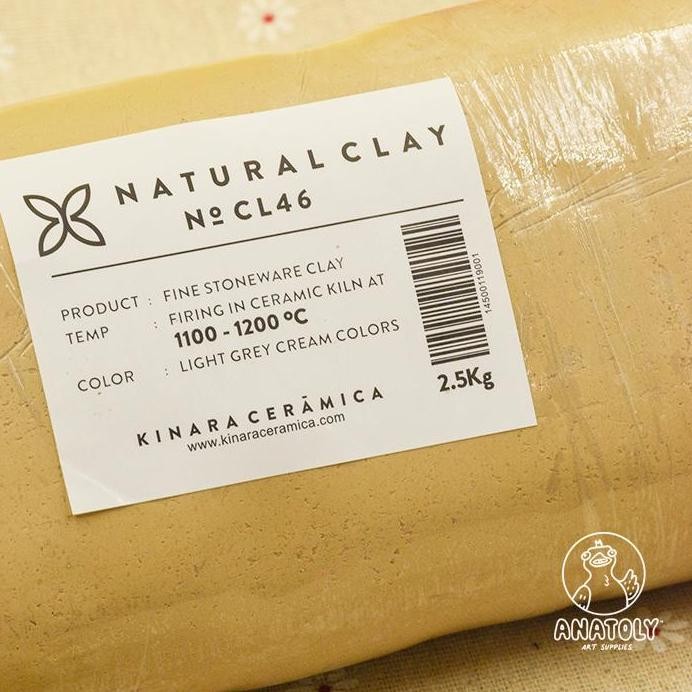 NATURAL CLAY
Nº CL46
PRODUCT : FINE STONEWARE CLAY
TEMP : FIRING IN CERAMIC KILN AT
1100 - 1200 ºC
COLOR : LIGHT GREY CREAM COLORS
14500119001
2.5Kg
KINARA CERĀMICA
www.kinaraceramica.com
ANATOLY™
ART SUPPLIES